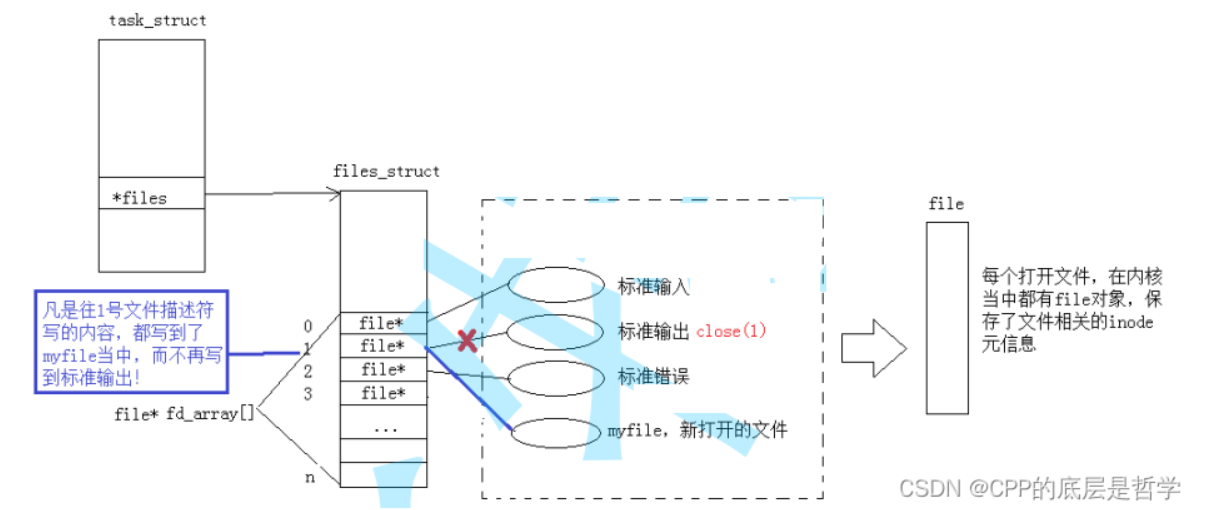 task_struct
*files
files_struct
凡是往1号文件描述符
写的内容，都写到了
myfile当中，而不再写
到标准输出！
file* fd_array[]
0
file*
1
file*
2
file*
3
file*
...
n
标准输入
标准输出 close(1)
标准错误
myfile，新打开的文件
file
每个打开文件，在内核
当中都有file对象，保
存了文件相关的inode
元信息
CSDN @CPP的底层是哲学